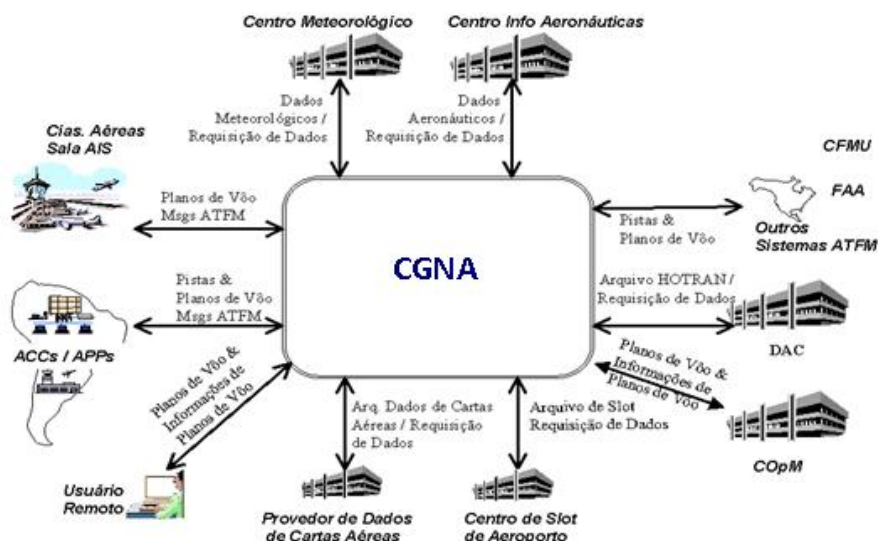 Centro Meteorológico
Centro Info Aeronáuticas
Dados
Meteorológicos /
Requisição de Dados
Dados
Aeronáuticos /
Requisição de Dados
Cias. Aéreas
Sala AIS
Planos de Vôo
Msgs ATFM
CFMU
FAA
Outros
Sistemas ATFM
Pistas &
Planos de Vôo
CGNA
Pistas &
Planos de Vôo
Msgs ATFM
ACCs / APPs
Arquivo HOTRAN /
Requisição de Dados
DAC
Planos de Vôo &
Informações de
Planos de Vôo
Usuário
Remoto
Arq. Dados de Cartas
Aéreas / Requisição
de Dados
Provedor de Dados
de Cartas Aéreas
Arquivo de Slot
Requisição de Dados
Centro de Slot
de Aeroporto
Planos de Vôo &
Informações de
Planos de Vôo
COpM